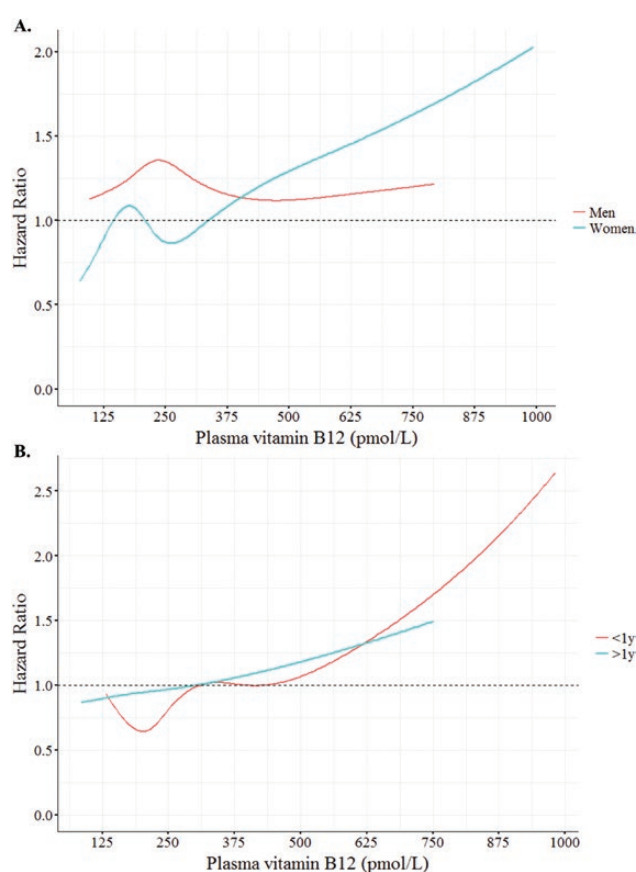 A.
2.0
1.5
1.0
0.5
0.0
Hazard Ratio
Men
Women
125 250 375 500 625 750 875 1000
Plasma vitamin B12 (pmol/L)
B.
2.5
2.0
1.5
1.0
0.5
0.0
Hazard Ratio
<1y
>1y
125 250 375 500 625 750 875 1000
Plasma vitamin B12 (pmol/L)